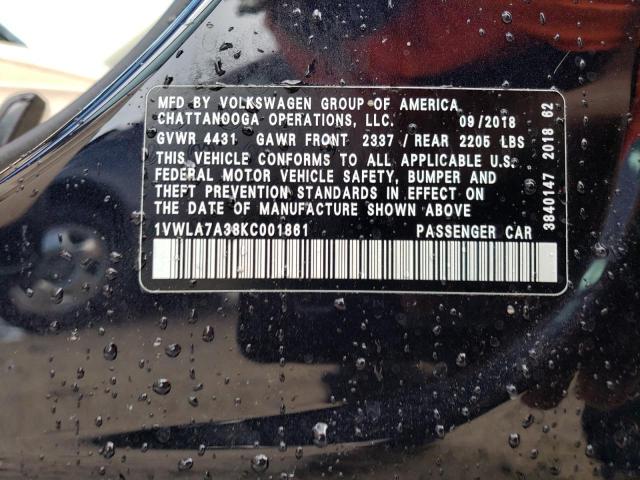 MFD BY VOLKSWAGEN GROUP OF AMERICA
CHATTANOOGA OPERATIONS, LLC. 09/2018
GVWR 4431 GAWR FRONT 2337 / REAR 2205 LBS
THIS VEHICLE CONFORMS TO ALL APPLICABLE U.S.
FEDERAL MOTOR VEHICLE SAFETY, BUMPER AND
THEFT PREVENTION STANDARDS IN EFFECT ON
THE DATE OF MANUFACTURE SHOWN ABOVE
1VWLA7A38KC001861 PASSENGER CAR
3840147 2018 62